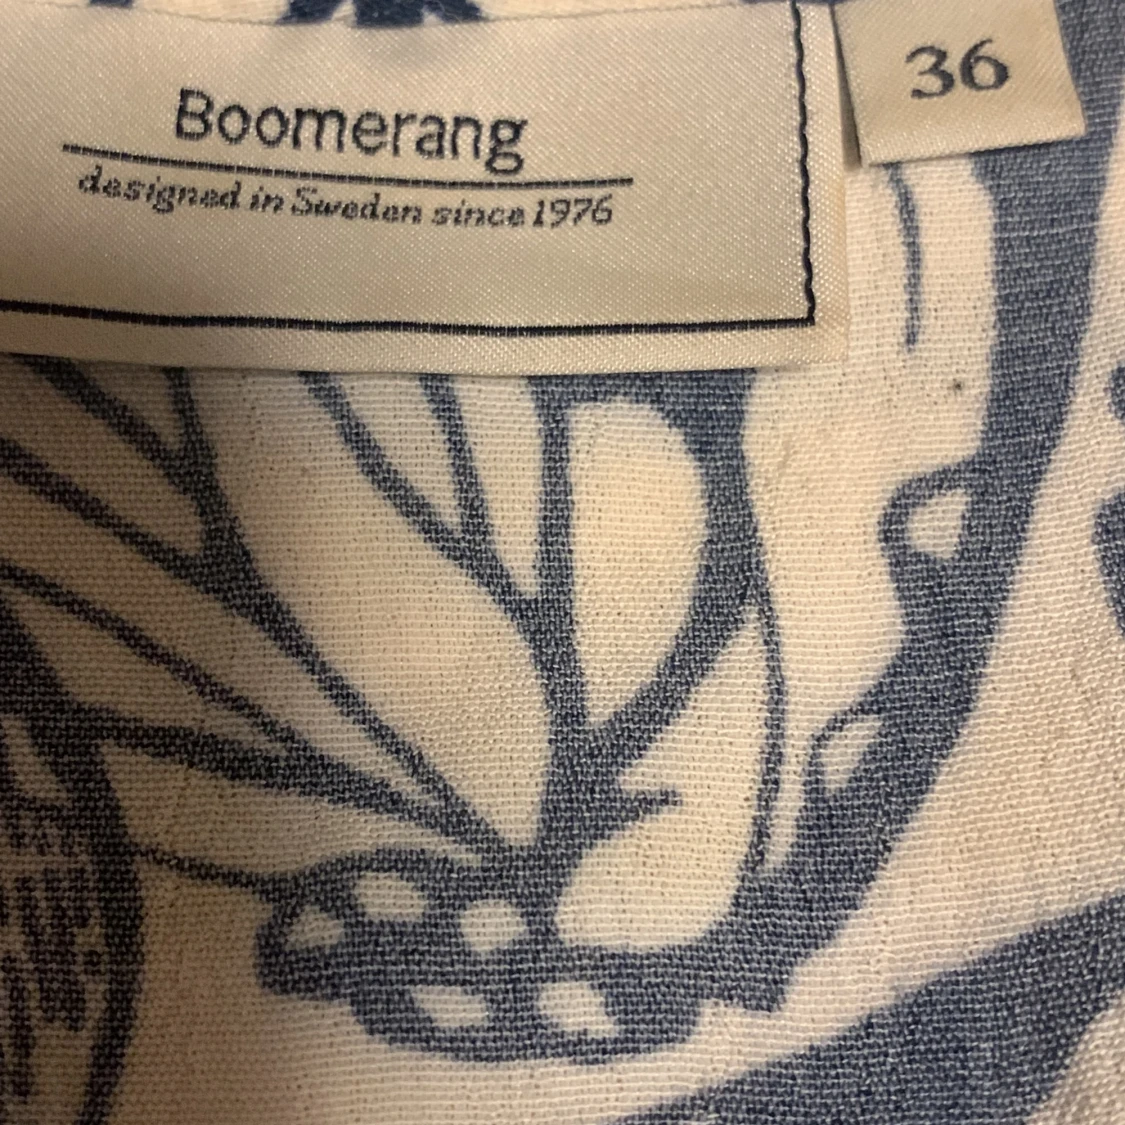 Boomerang
designed in Sweden since 1976
36